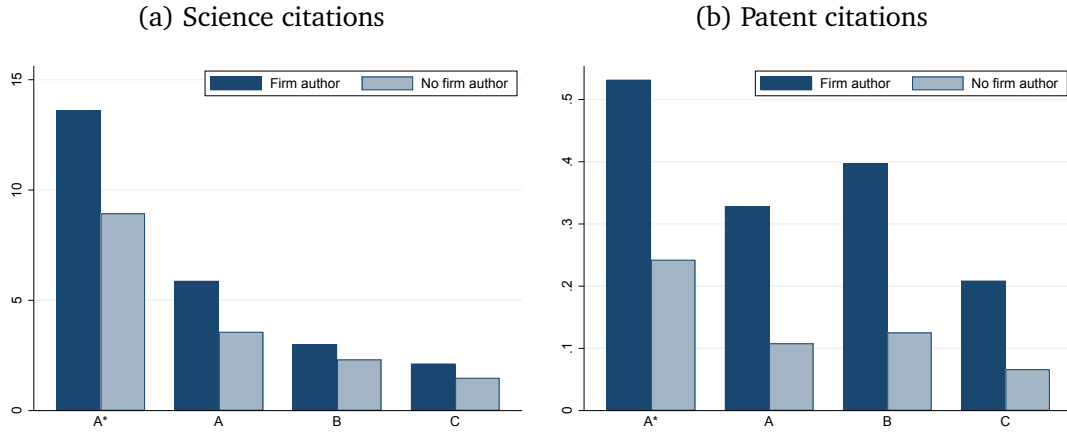 (a) Science citations
Firm author No firm author
15
10
5
0
A* A B C
(b) Patent citations
Firm author No firm author
.5
.4
.3
.2
.1
0
A* A B C